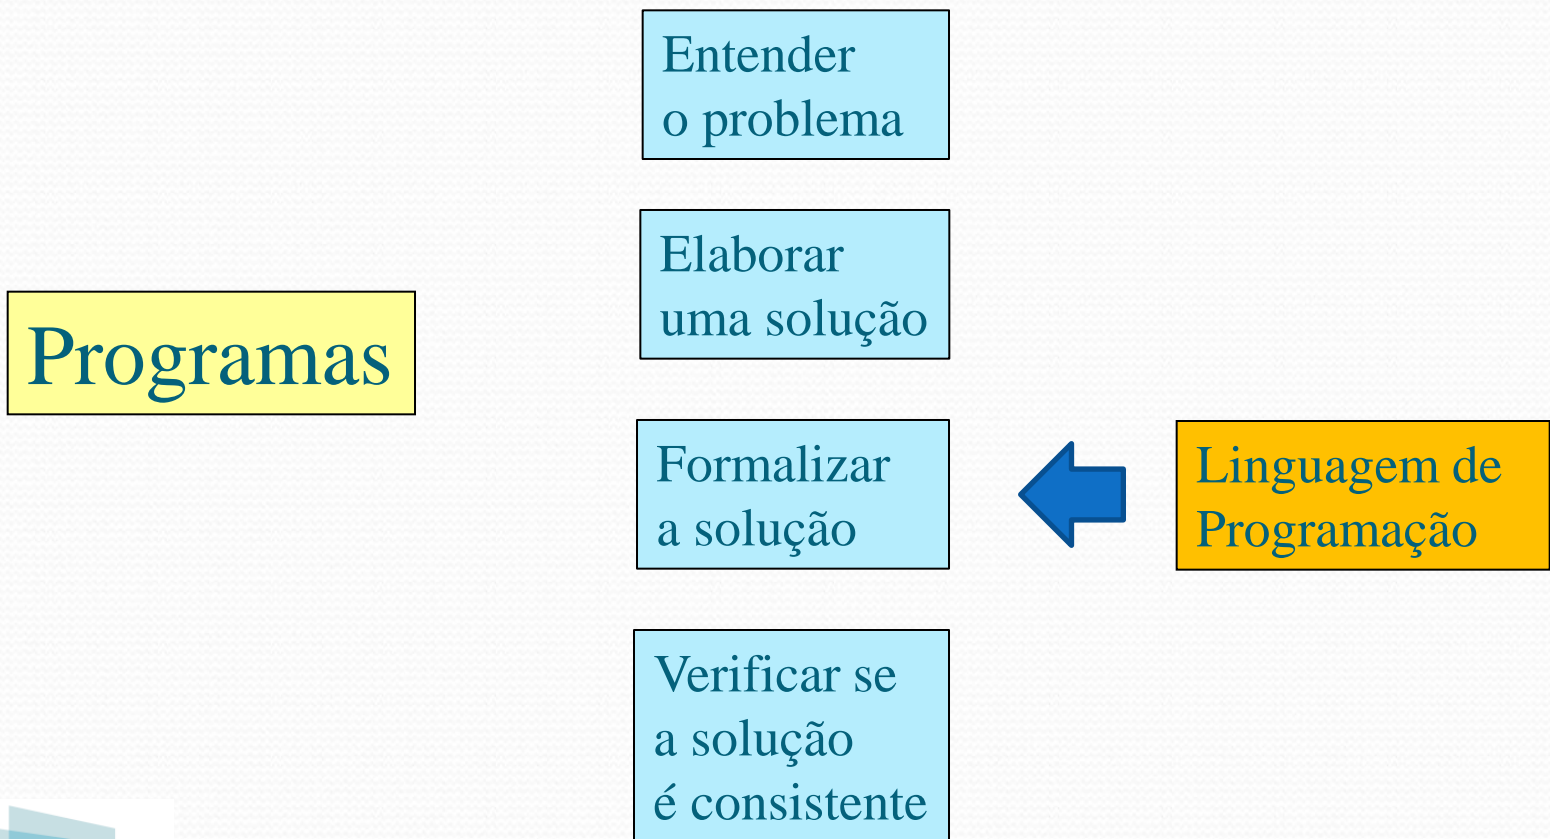 Entender
o problema
Elaborar
uma solução
Programas
Formalizar
a solução
Linguagem de
Programação
Verificar se
a solução
é consistente